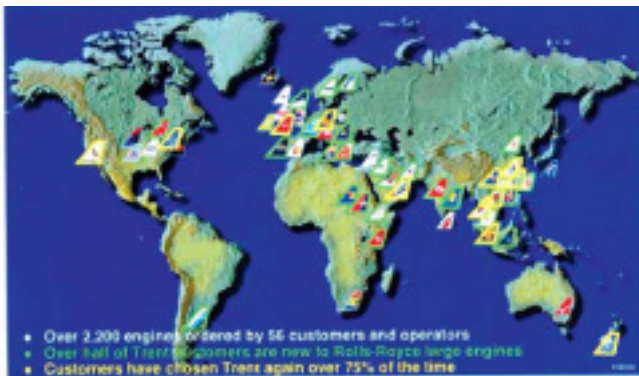 • Over 2,200 engines ordered by 56 customers and operators
• Over half of Trent customers are new to Rolls-Royce large engines
• Customers have chosen Trent again over 75% of the time